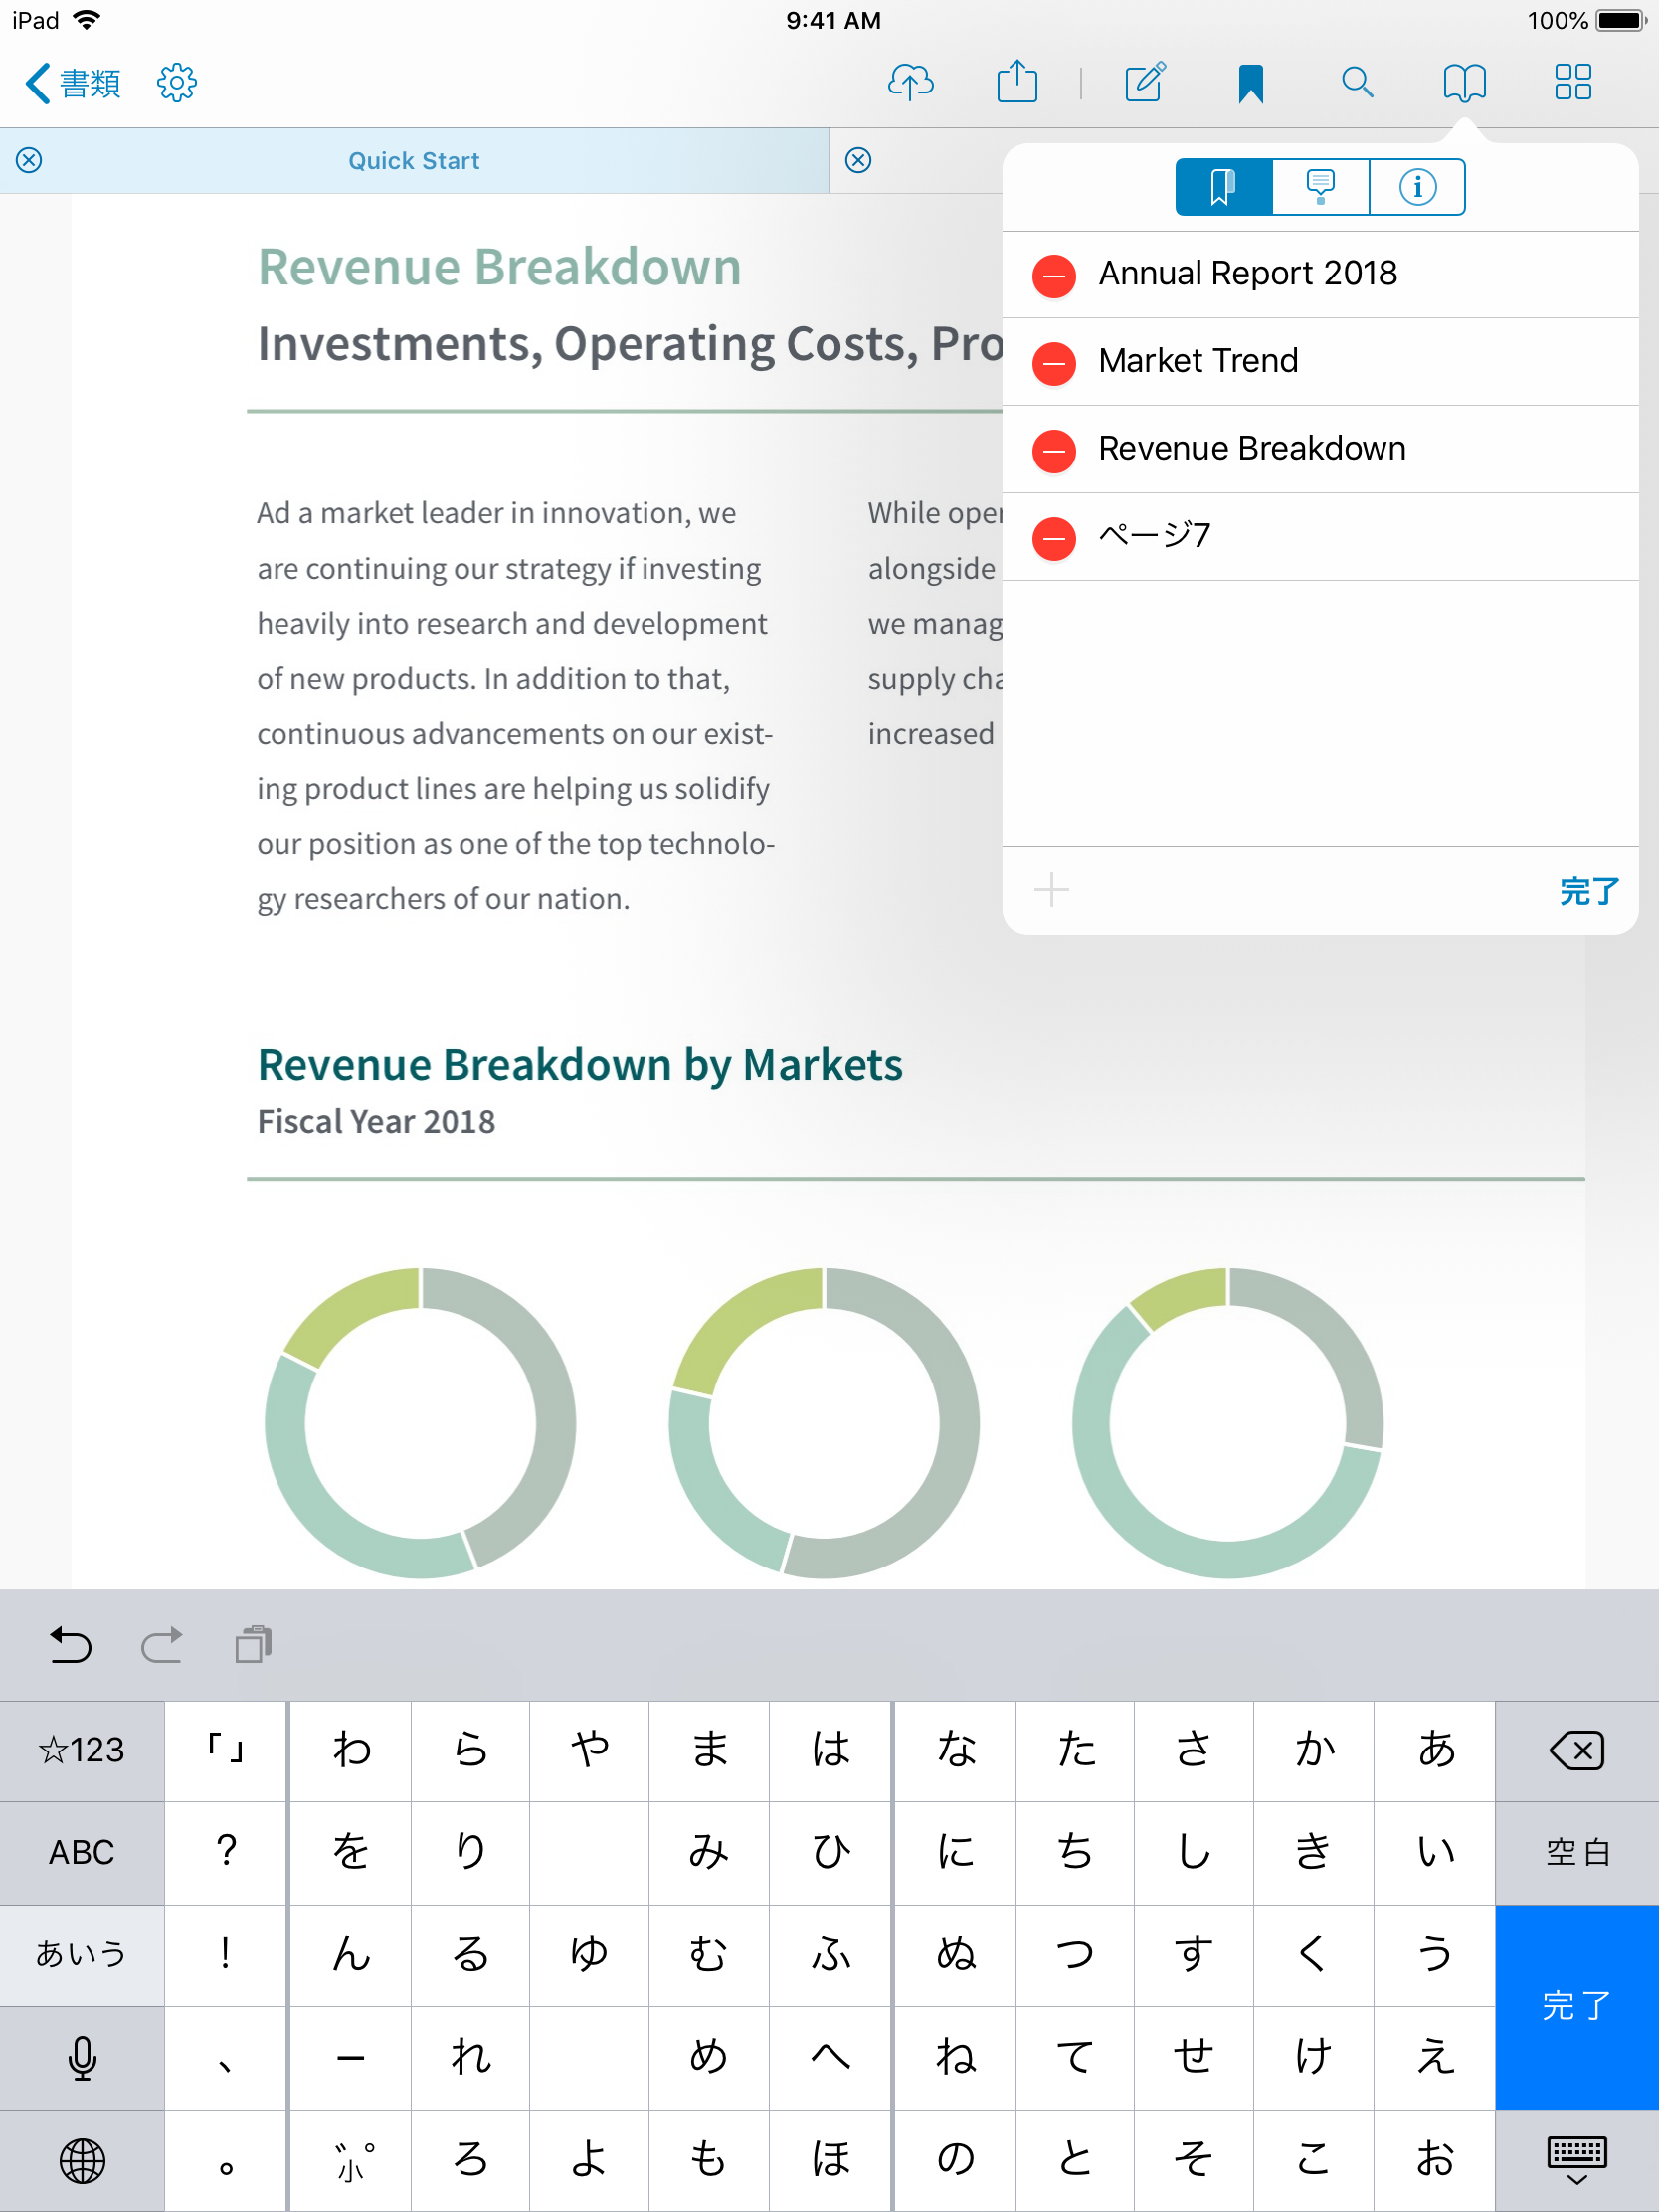 iPad 9:41 AM 100%
書類
Quick Start
Annual Report 2018
Market Trend
Revenue Breakdown
ページ7
完了
Revenue Breakdown
Investments, Operating Costs, Pro
Ad a market leader in innovation, we
are continuing our strategy if investing
heavily into research and development
of new products. In addition to that,
continuous advancements on our exist-
ing product lines are helping us solidify
our position as one of the top technolo-
gy researchers of our nation.
While oper
alongside
we manag
supply cha
increased
Revenue Breakdown by Markets
Fiscal Year 2018
☆123 「」 わ ら や ま は な た さ か あ
ABC ? を り み ひ に ち し き い 空白
あいう ! ん る ゆ む ふ ぬ つ す く う 完了
、 ー れ め へ ね て せ け え
。 ゛゜小 ろ よ も ほ の と そ こ お